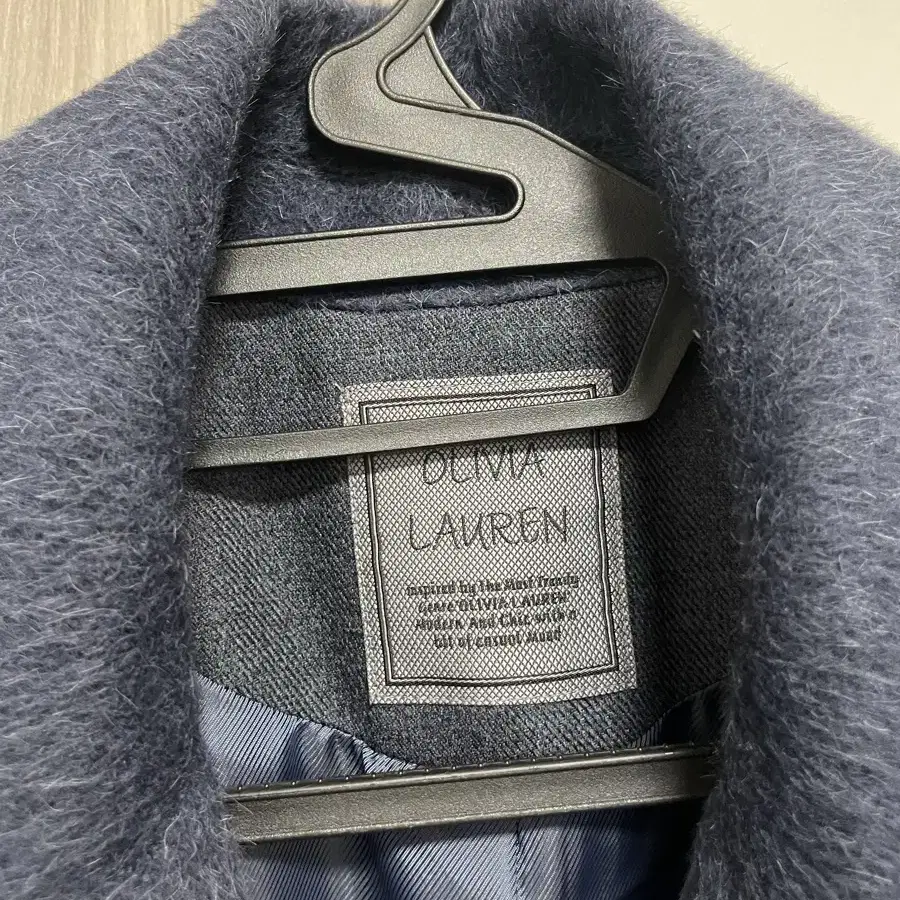 OLIVIA
LAUREN
Inspired by The Most Trendy
Genre OLIVIA LAUREN
Modern And Chic with a
bit of casual Mood